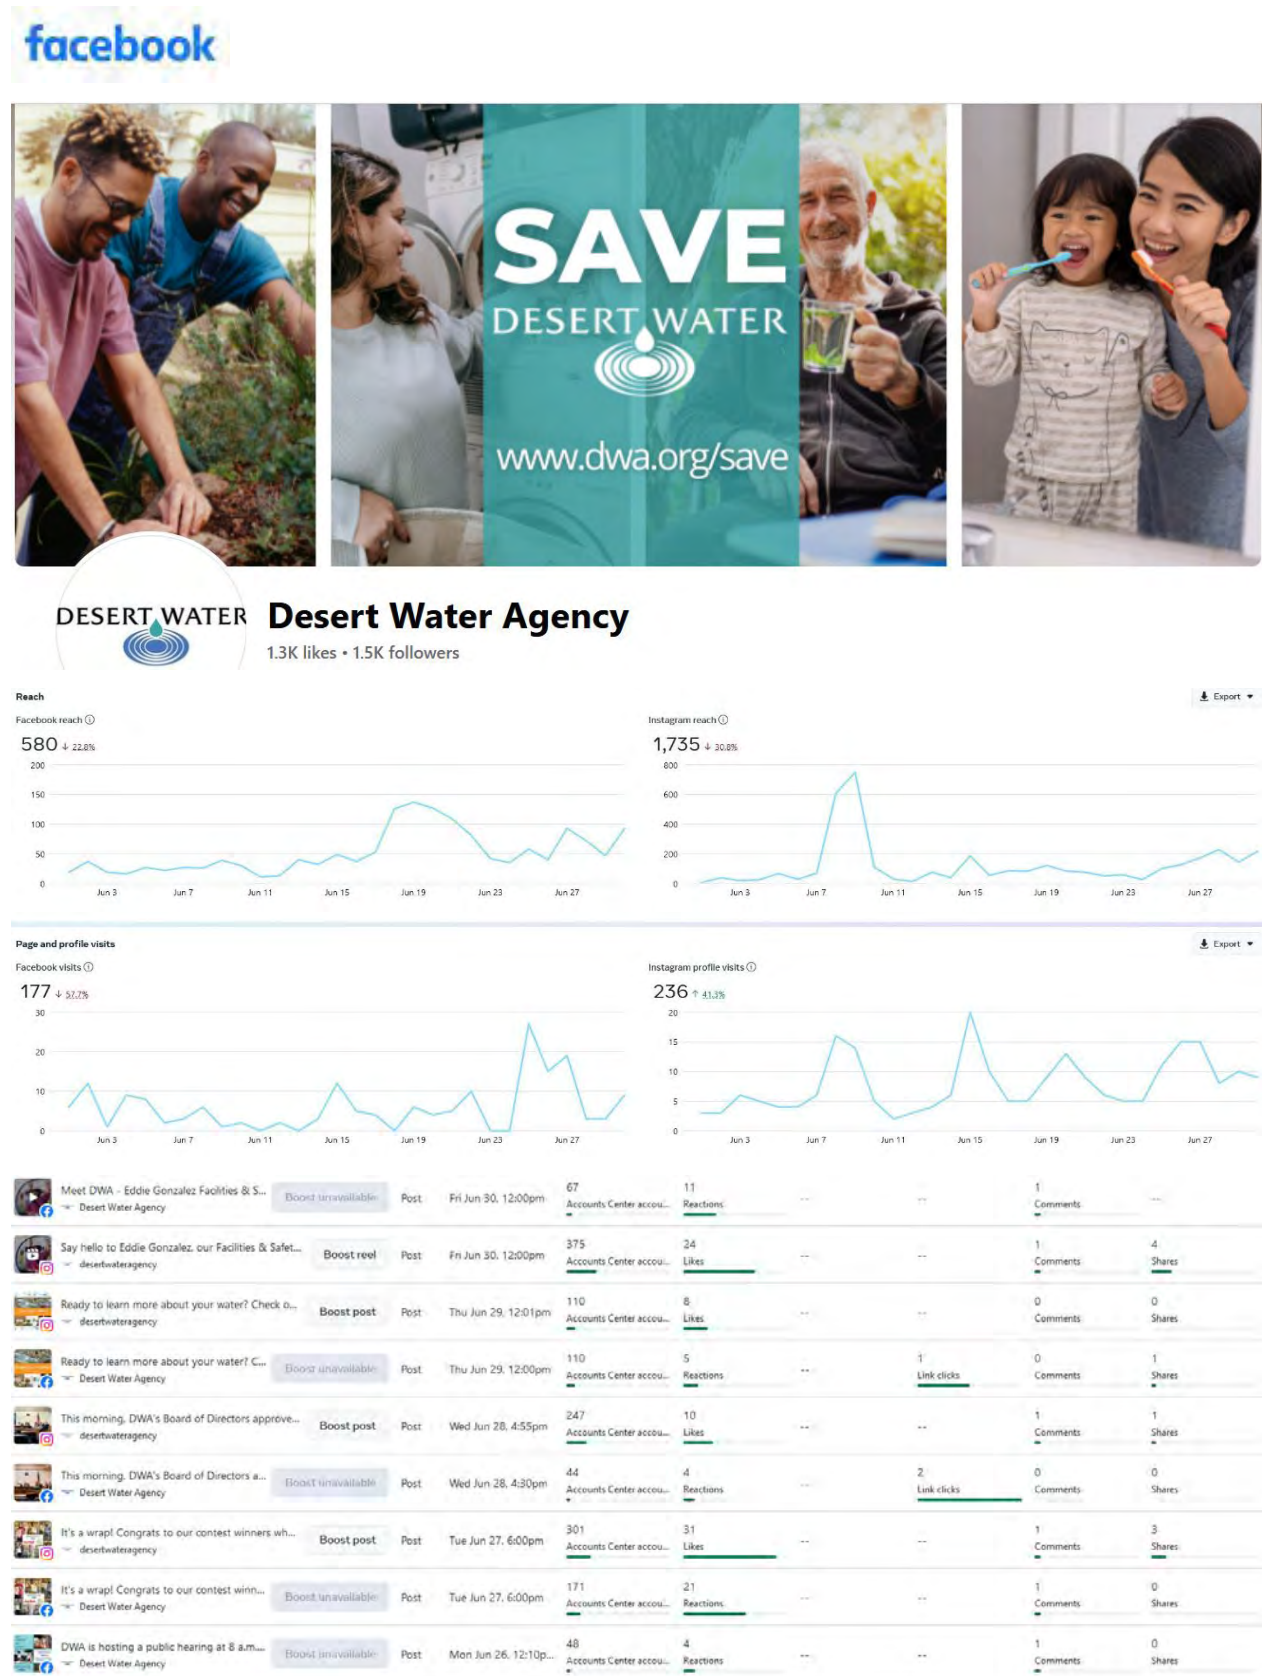 facebook
SAVE
DESERT WATER
www.dwa.org/save
DESERT WATER
Desert Water Agency
1.3K likes • 1.5K followers
Reach
Export
Facebook reach
580 ↓ 22.8%
200
150
100
50
0
Jun 3 Jun 7 Jun 11 Jun 15 Jun 19 Jun 23 Jun 27
Instagram reach
1,735 ↓ 30.8%
800
600
400
200
0
Jun 3 Jun 7 Jun 11 Jun 15 Jun 19 Jun 23 Jun 27
Page and profile visits
Export
Facebook visits
177 ↓ 57.7%
30
20
10
0
Jun 3 Jun 7 Jun 11 Jun 15 Jun 19 Jun 23 Jun 27
Instagram profile visits
236 ↑ 41.3%
20
15
10
5
0
Jun 3 Jun 7 Jun 11 Jun 15 Jun 19 Jun 23 Jun 27
Meet DWA - Eddie Gonzalez Facilities & S...
Desert Water Agency
Boost unavailable
Post
Fri Jun 30, 12:00pm
67
Accounts Center accou...
11
Reactions
--
--
1
Comments
--
Say hello to Eddie Gonzalez, our Facilities & Safet...
desertwateragency
Boost reel
Post
Fri Jun 30, 12:00pm
375
Accounts Center accou...
24
Likes
--
--
1
Comments
4
Shares
Ready to learn more about your water? Check o...
desertwateragency
Boost post
Post
Thu Jun 29, 12:01pm
110
Accounts Center accou...
8
Likes
--
--
0
Comments
0
Shares
Ready to learn more about your water? C...
Desert Water Agency
Boost unavailable
Post
Thu Jun 29, 12:00pm
110
Accounts Center accou...
5
Reactions
--
1
Link clicks
0
Comments
1
Shares
This morning, DWA's Board of Directors approve...
desertwateragency
Boost post
Post
Wed Jun 28, 4:55pm
247
Accounts Center accou...
10
Likes
--
--
1
Comments
1
Shares
This morning, DWA's Board of Directors a...
Desert Water Agency
Boost unavailable
Post
Wed Jun 28, 4:30pm
44
Accounts Center accou...
4
Reactions
--
2
Link clicks
0
Comments
0
Shares
It's a wrap! Congrats to our contest winners wh...
desertwateragency
Boost post
Post
Tue Jun 27, 6:00pm
301
Accounts Center accou...
31
Likes
--
--
1
Comments
3
Shares
It's a wrap! Congrats to our contest winn...
Desert Water Agency
Boost unavailable
Post
Tue Jun 27, 6:00pm
171
Accounts Center accou...
21
Reactions
--
--
1
Comments
0
Shares
DWA is hosting a public hearing at 8 a.m....
Desert Water Agency
Boost unavailable
Post
Mon Jun 26, 12:10p...
48
Accounts Center accou...
4
Reactions
--
--
1
Comments
0
Shares